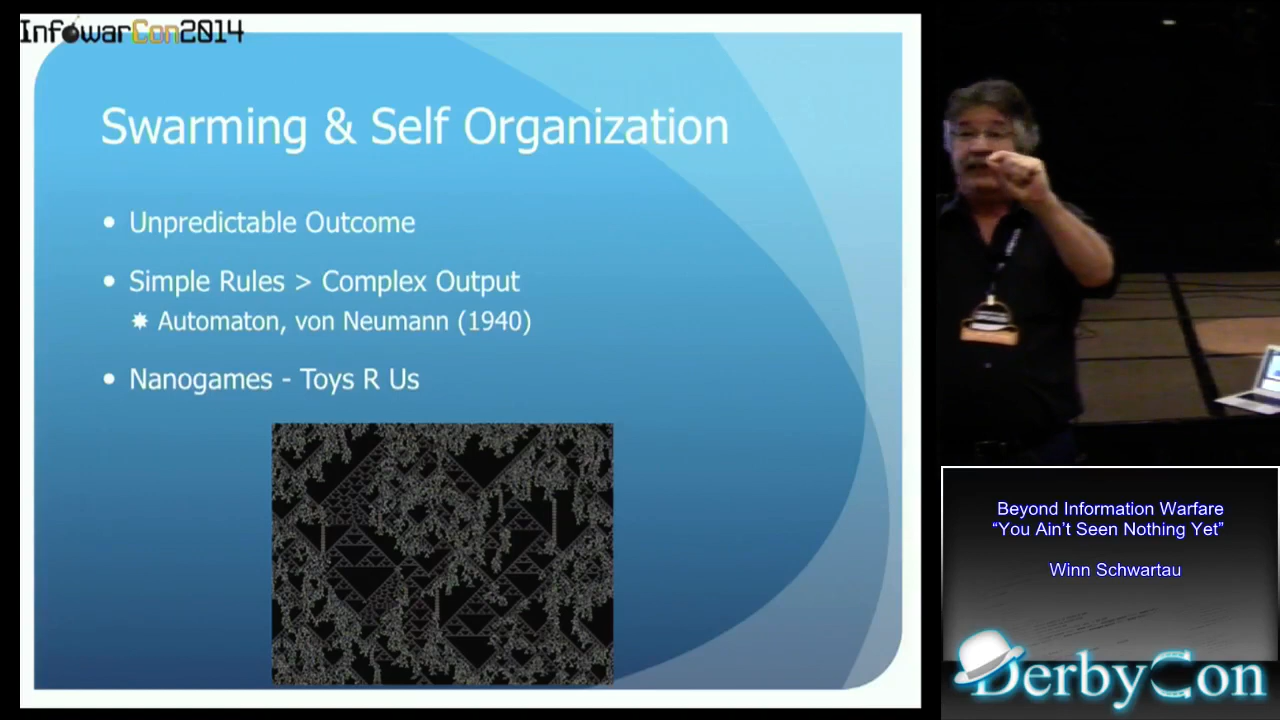 InfowarCon2014
Swarming & Self Organization
• Unpredictable Outcome
• Simple Rules > Complex Output
✷ Automaton, von Neumann (1940)
• Nanogames - Toys R Us
Beyond Information Warfare
“You Ain’t Seen Nothing Yet”
Winn Schwartau
DerbyCon